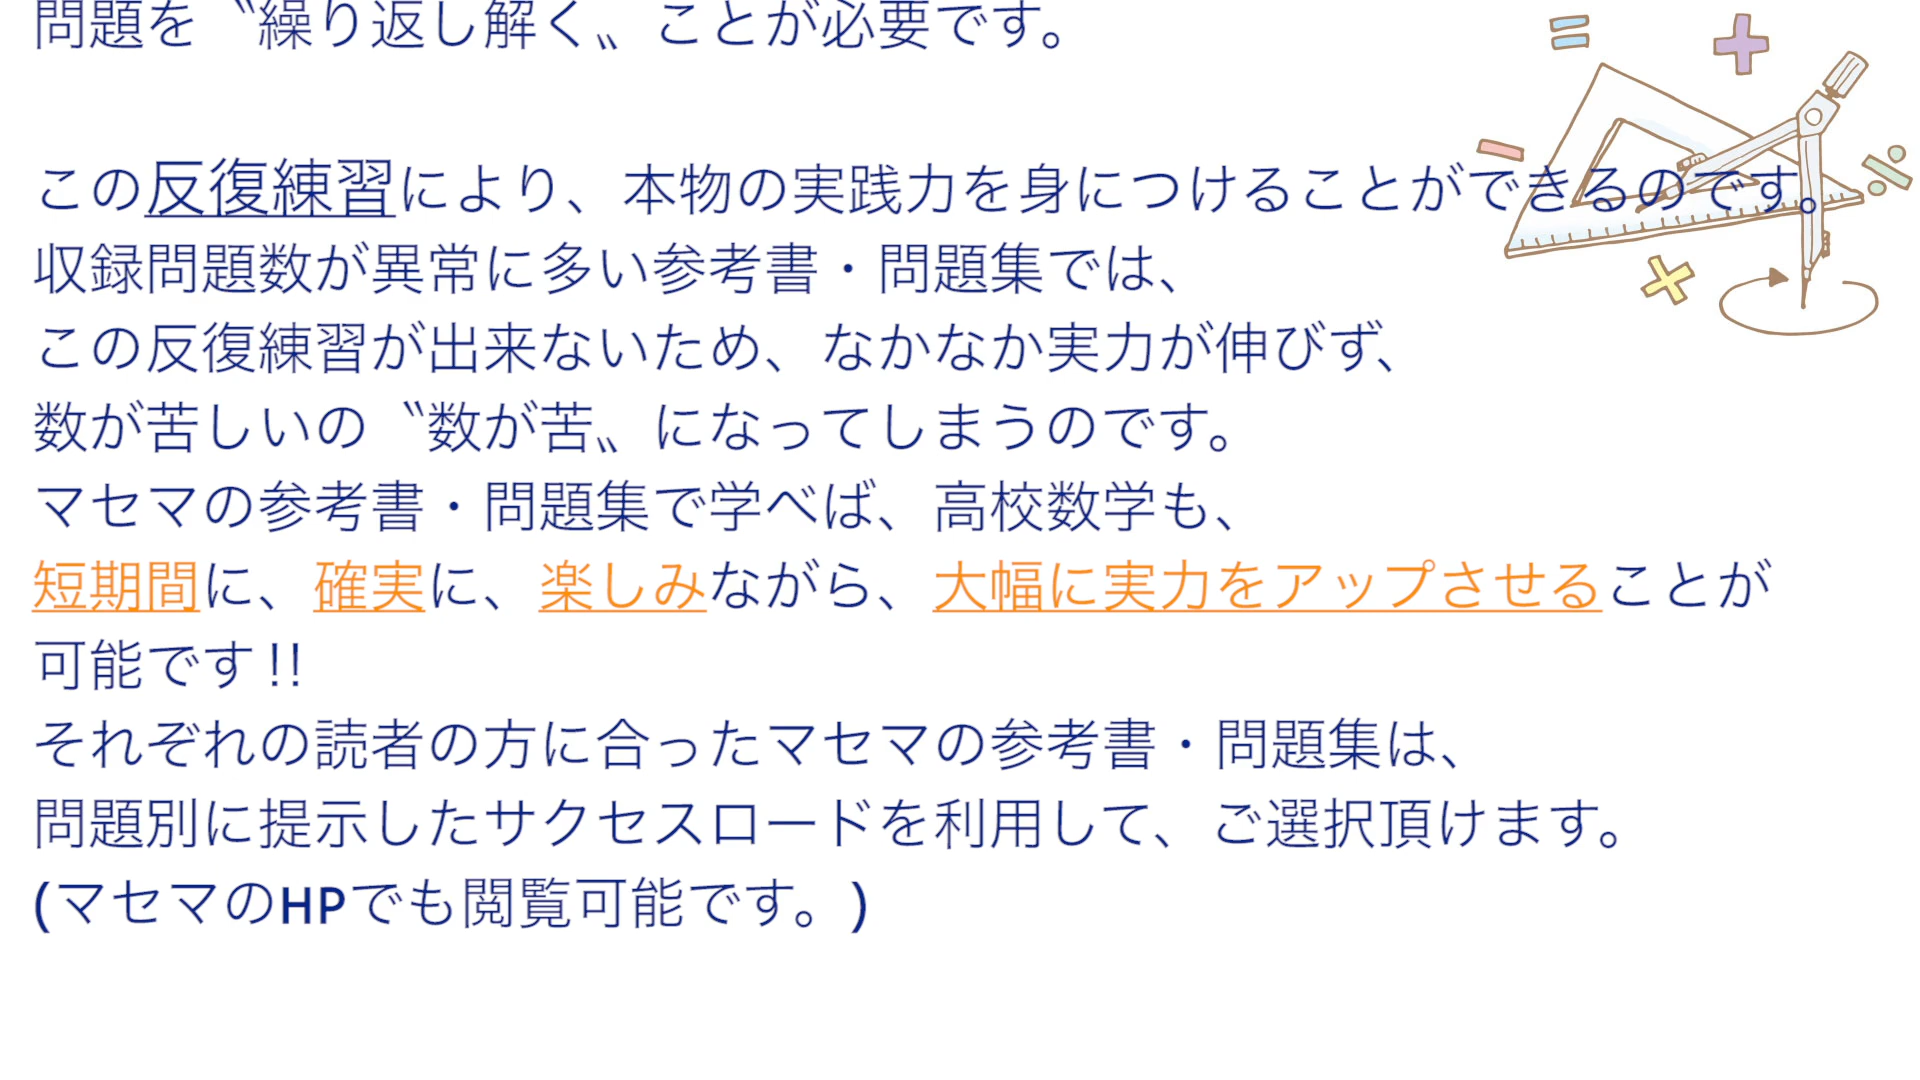 問題を〝繰り返し解く〟ことが必要です。
この反復練習により、本物の実践力を身につけることができるのです。
収録問題数が異常に多い参考書・問題集では、
この反復練習が出来ないため、なかなか実力が伸びず、
数が苦しいの〝数が苦〟になってしまうのです。
マセマの参考書・問題集で学べば、高校数学も、
短期間に、確実に、楽しみながら、大幅に実力をアップさせることが
可能です!!
それぞれの読者の方に合ったマセマの参考書・問題集は、
問題別に提示したサクセスロードを利用して、ご選択頂けます。
(マセマのHPでも閲覧可能です。)